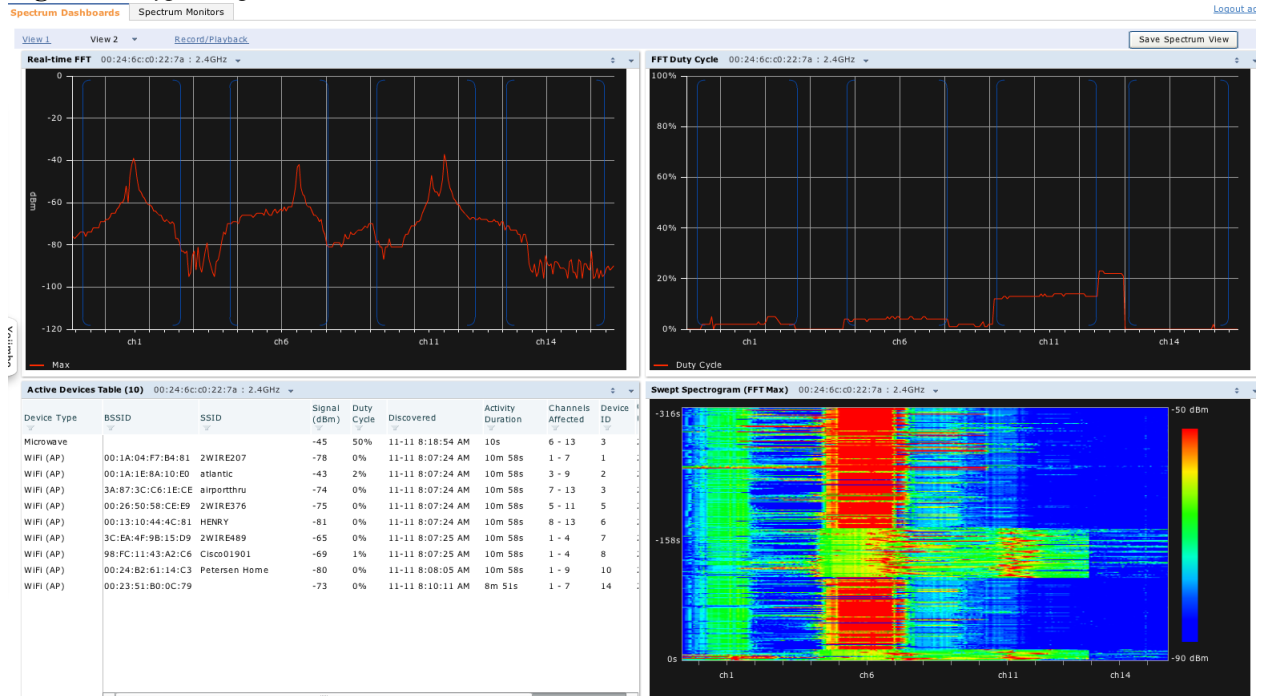 Spectrum Dashboards Spectrum Monitors
View 1 View 2 Record/Playback Save Spectrum View
Real-time FFT 00:24:6c:c0:22:7a : 2.4GHz
0
-20
-40
-60
-80
-100
-120
dBm
ch1 ch6 ch11 ch14
Max
FFT Duty Cycle 00:24:6c:c0:22:7a : 2.4GHz
100%
80%
60%
40%
20%
0%
ch1 ch6 ch11 ch14
Duty Cycle
Active Devices Table (10) 00:24:6c:c0:22:7a : 2.4GHz
Device Type BSSID SSID Signal (dBm) Duty Cycle Discovered Activity Duration Channels Affected Device ID
Microwave -45 50% 11-11 8:18:54 AM 10s 6 - 13 3
WiFi (AP) 00:1A:04:F7:B4:81 2WIRE207 -78 0% 11-11 8:07:24 AM 10m 58s 1 - 7 1
WiFi (AP) 00:1A:1E:8A:10:E0 atlantic -43 2% 11-11 8:07:24 AM 10m 58s 3 - 9 2
WiFi (AP) 3A:87:3C:C6:1E:CE airportthru -74 0% 11-11 8:07:24 AM 10m 58s 7 - 13 3
WiFi (AP) 00:26:50:58:CE:E9 2WIRE376 -75 0% 11-11 8:07:24 AM 10m 58s 5 - 11 5
WiFi (AP) 00:13:10:44:4C:81 HENRY -81 0% 11-11 8:07:24 AM 10m 58s 8 - 13 6
WiFi (AP) 3C:EA:4F:9B:15:D9 2WIRE489 -65 0% 11-11 8:07:25 AM 10m 58s 1 - 4 7
WiFi (AP) 98:FC:11:43:A2:C6 Cisco01901 -69 1% 11-11 8:07:25 AM 10m 58s 1 - 4 8
WiFi (AP) 00:24:B2:61:14:C3 Petersen Home -80 0% 11-11 8:08:05 AM 10m 58s 1 - 9 10
WiFi (AP) 00:23:51:B0:0C:79 -73 0% 11-11 8:10:11 AM 8m 51s 1 - 7 14
Swept Spectrogram (FFT Max) 00:24:6c:c0:22:7a : 2.4GHz
-316s
-158s
0s
ch1 ch6 ch11 ch14
-50 dBm
-90 dBm